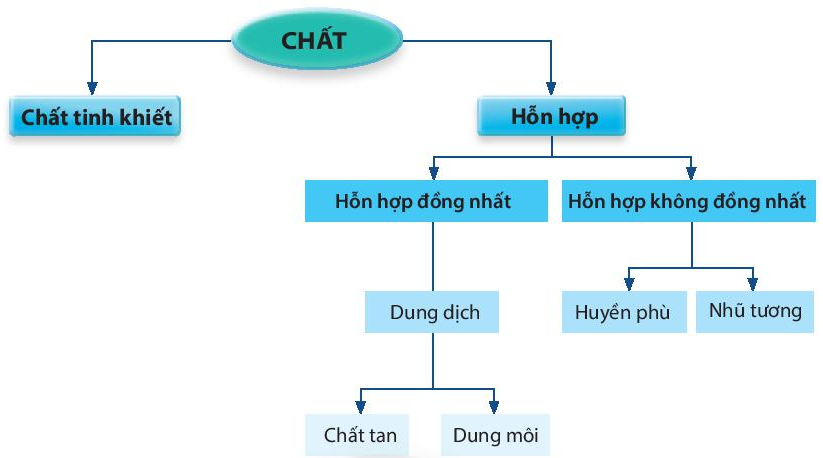 CHẤT
Chất tinh khiết
Hỗn hợp
Hỗn hợp đồng nhất
Hỗn hợp không đồng nhất
Dung dịch
Huyền phù
Nhũ tương
Chất tan
Dung môi